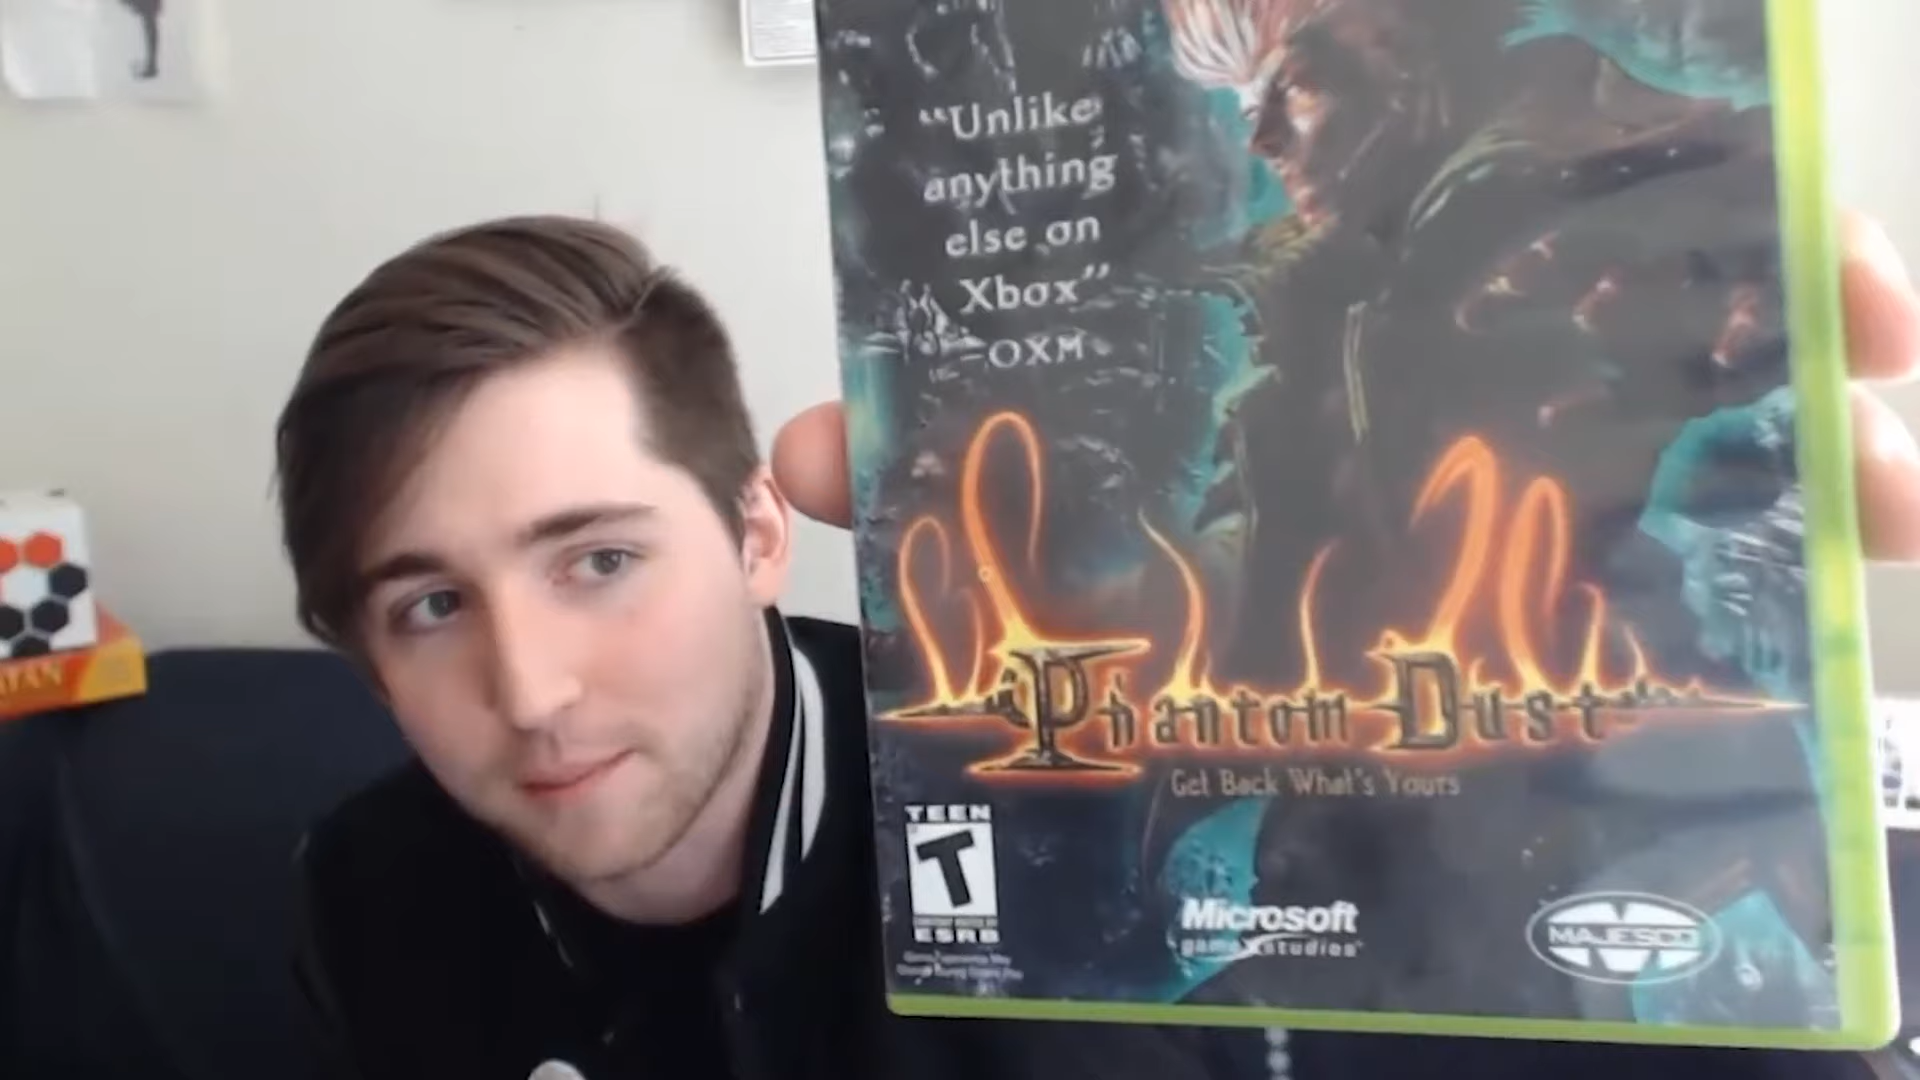 "Unlike
anything
else on
Xbox"
-OXM
Phantom Dust
Get Back What's Yours
TEEN
T
ESRB
Microsoft
game studios
MAJESCO